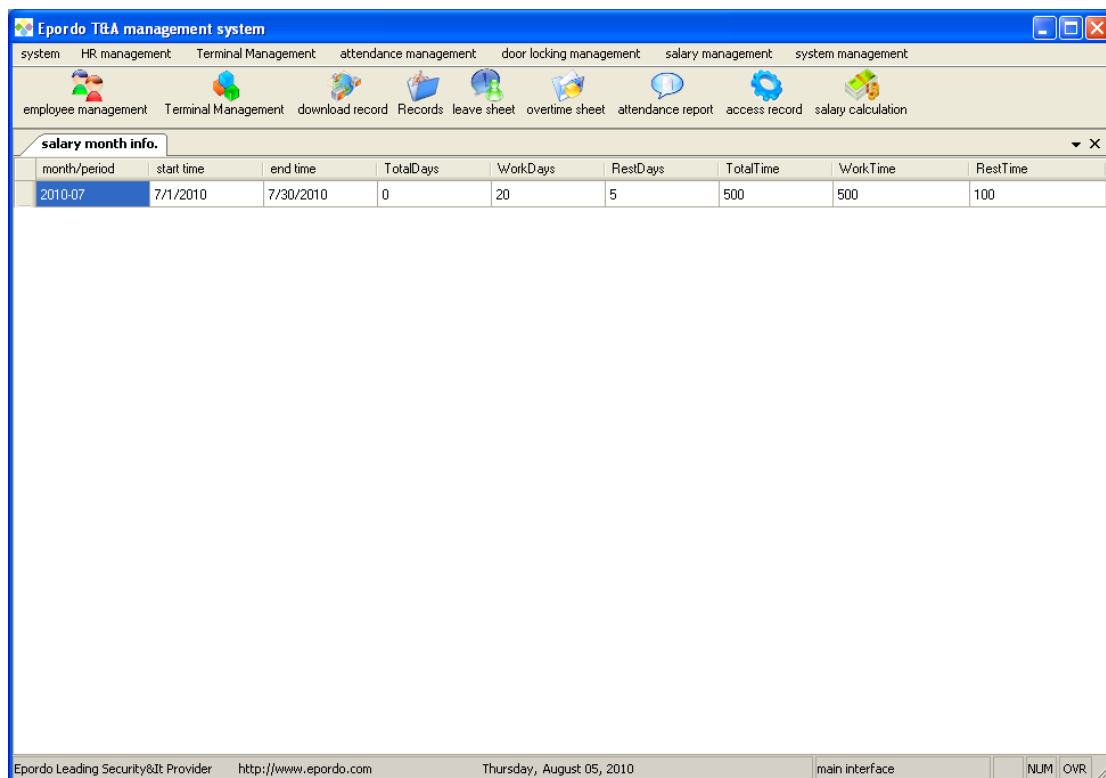 Epordo T&A management system
system HR management Terminal Management attendance management door locking management salary management system management
employee management Terminal Management download record Records leave sheet overtime sheet attendance report access record salary calculation
salary month info.
month/period start time end time TotalDays WorkDays RestDays TotalTime WorkTime RestTime
2010-07 7/1/2010 7/30/2010 0 20 5 500 500 100
Epordo Leading Security&It Provider http://www.epordo.com Thursday, August 05, 2010 main interface NUM OVR